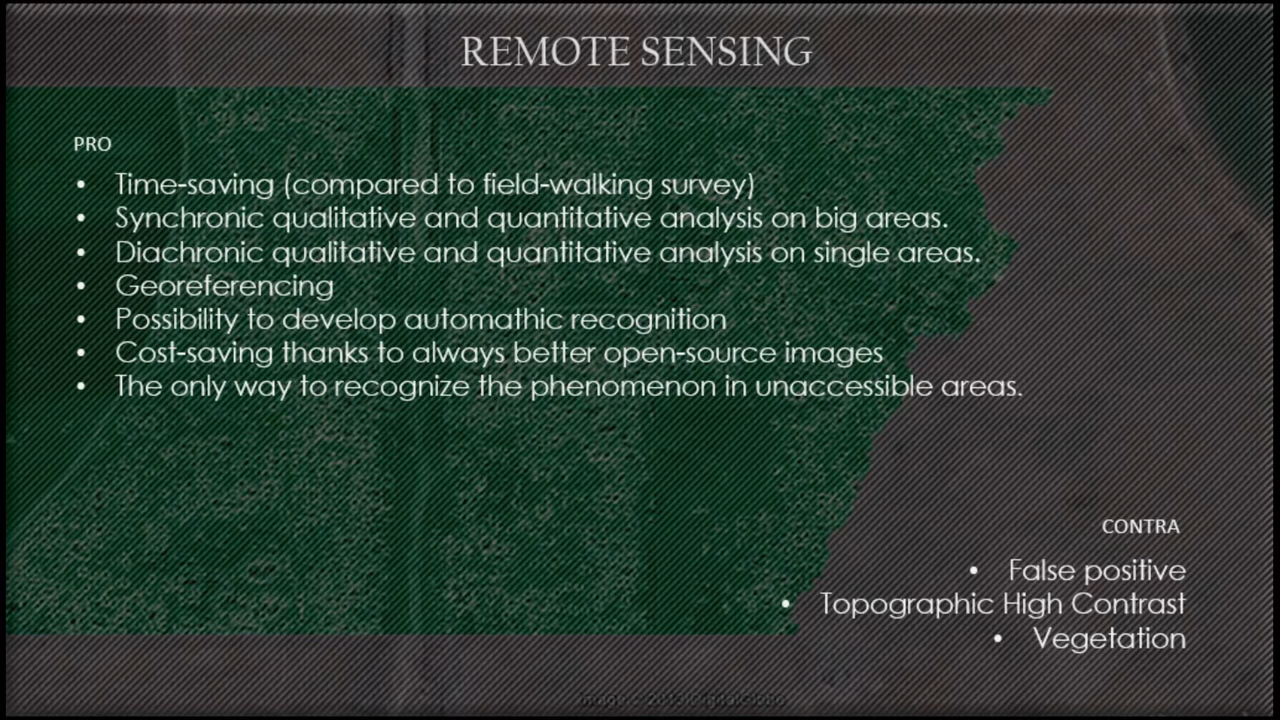 REMOTE SENSING
PRO
• Time-saving (compared to field-walking survey)
• Synchronic qualitative and quantitative analysis on big areas.
• Diachronic qualitative and quantitative analysis on single areas.
• Georeferencing
• Possibility to develop automathic recognition
• Cost-saving thanks to always better open-source images
• The only way to recognize the phenomenon in unaccessible areas.
CONTRA
• False positive
• Topographic High Contrast
• Vegetation
Image © 2013 DigitalGlobe